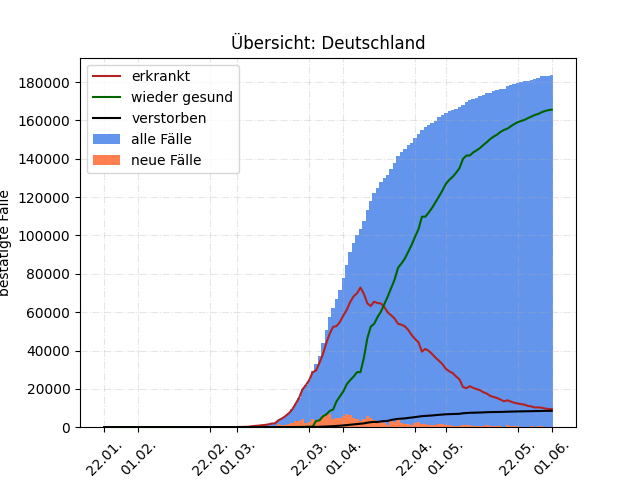 Übersicht: Deutschland
erkrankt
wieder gesund
verstorben
alle Fälle
neue Fälle
bestätigte Fälle
180000
160000
140000
120000
100000
80000
60000
40000
20000
0
22.01.
01.02.
22.02.
01.03.
22.03.
01.04.
22.04.
01.05.
22.05.
01.06.